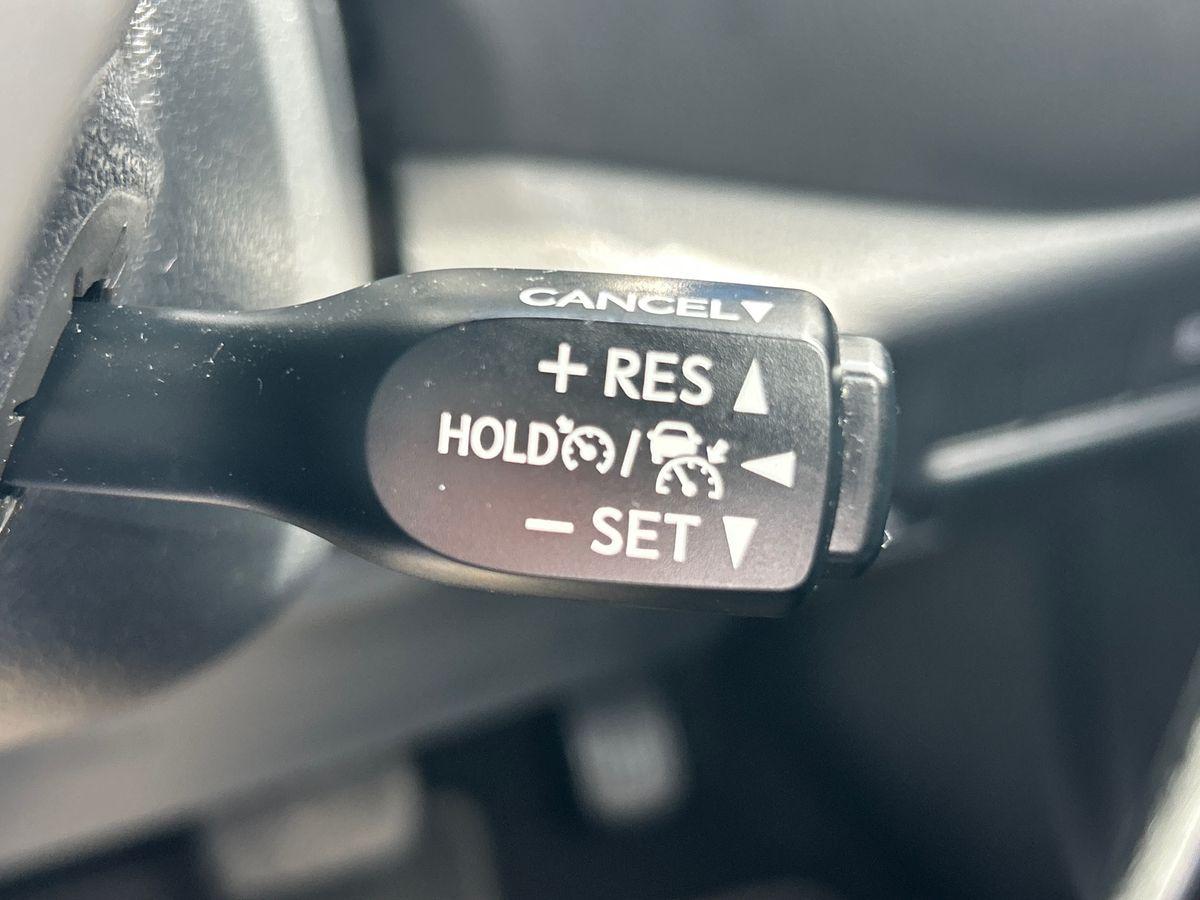 CANCEL
+ RES
HOLD /
− SET